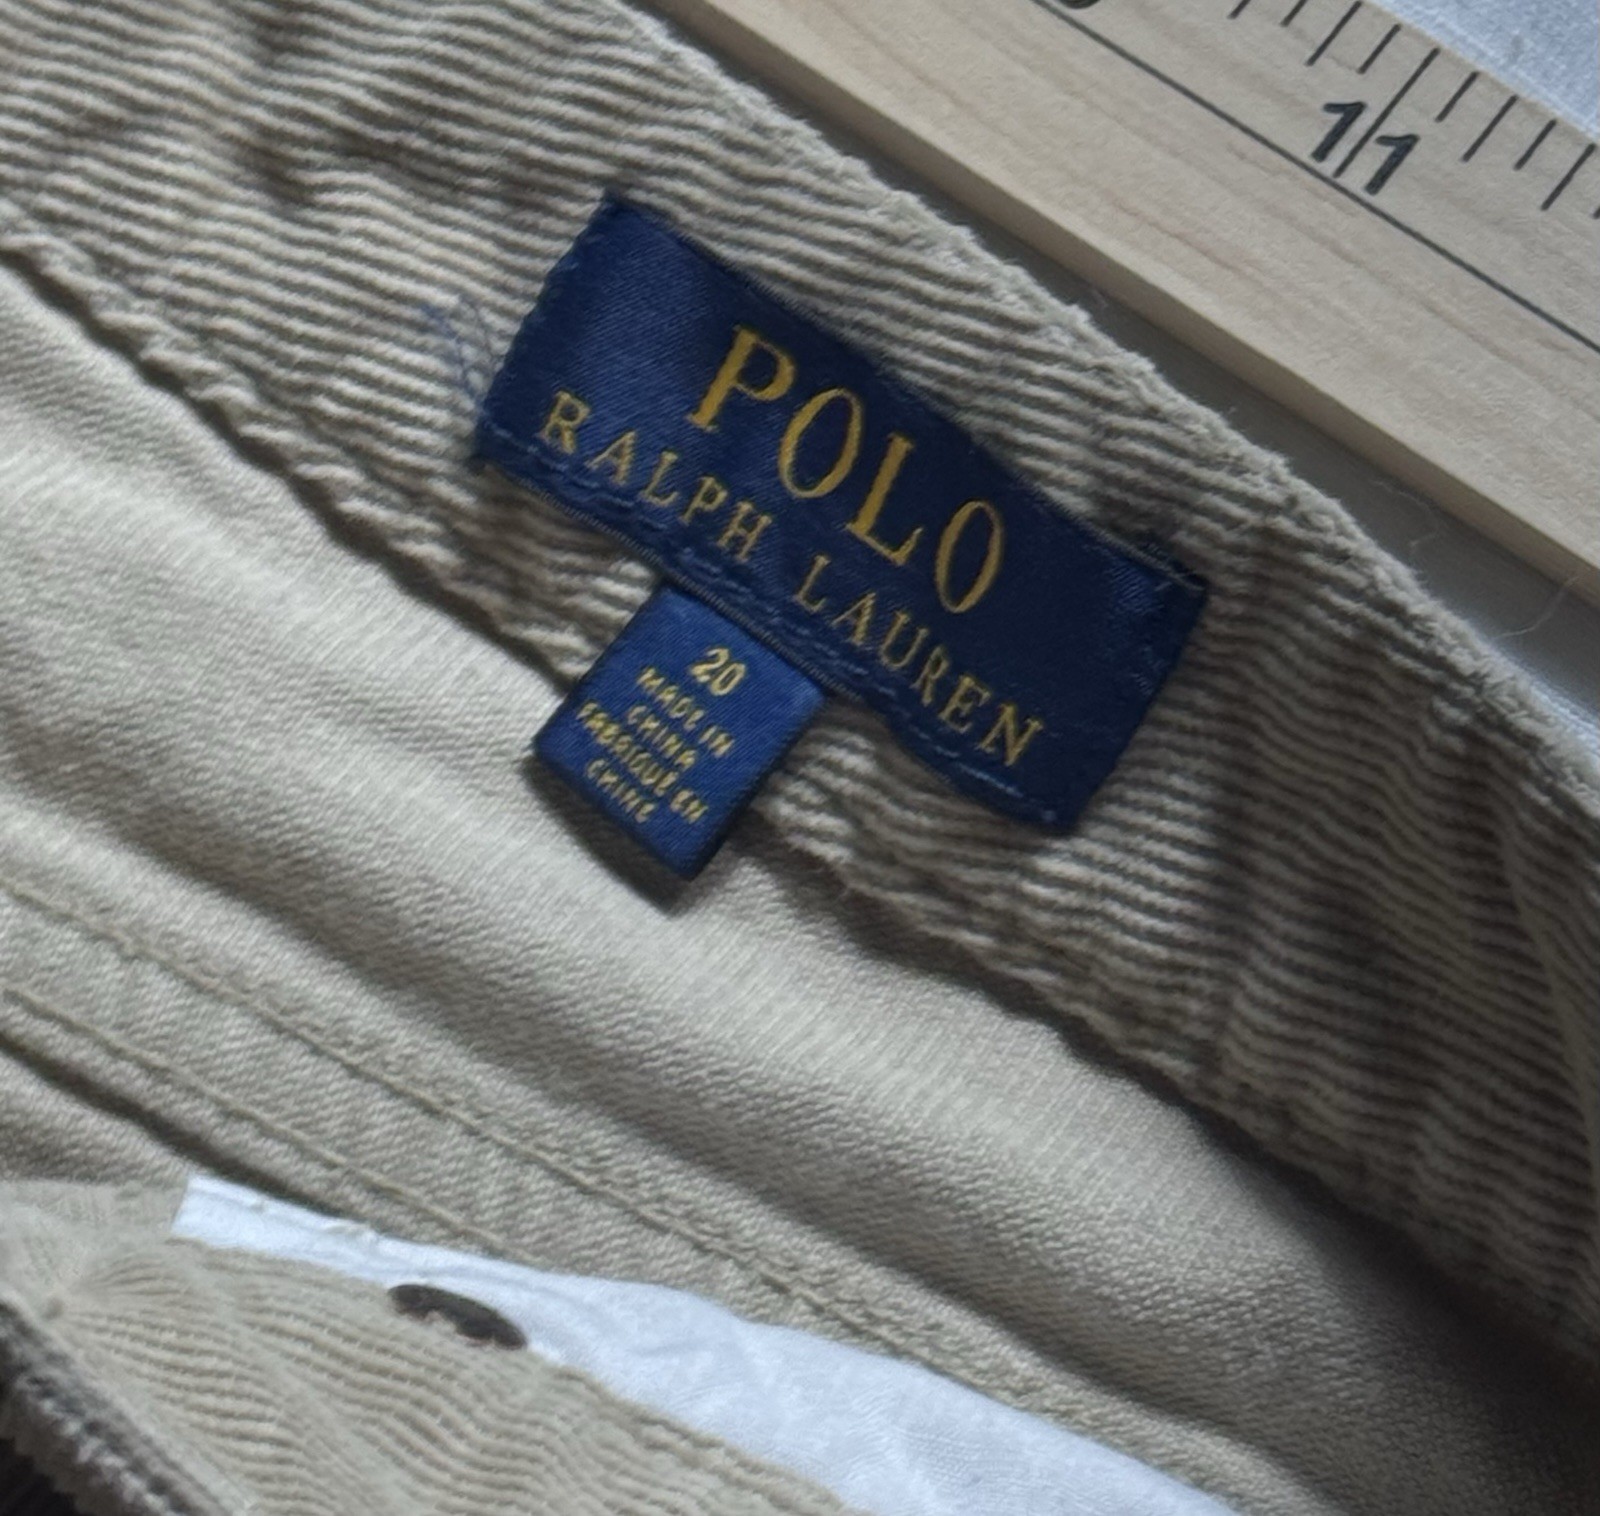 11
POLO
RALPH LAUREN
20
MADE IN
CHINA
FABRIQUE EN
CHINE